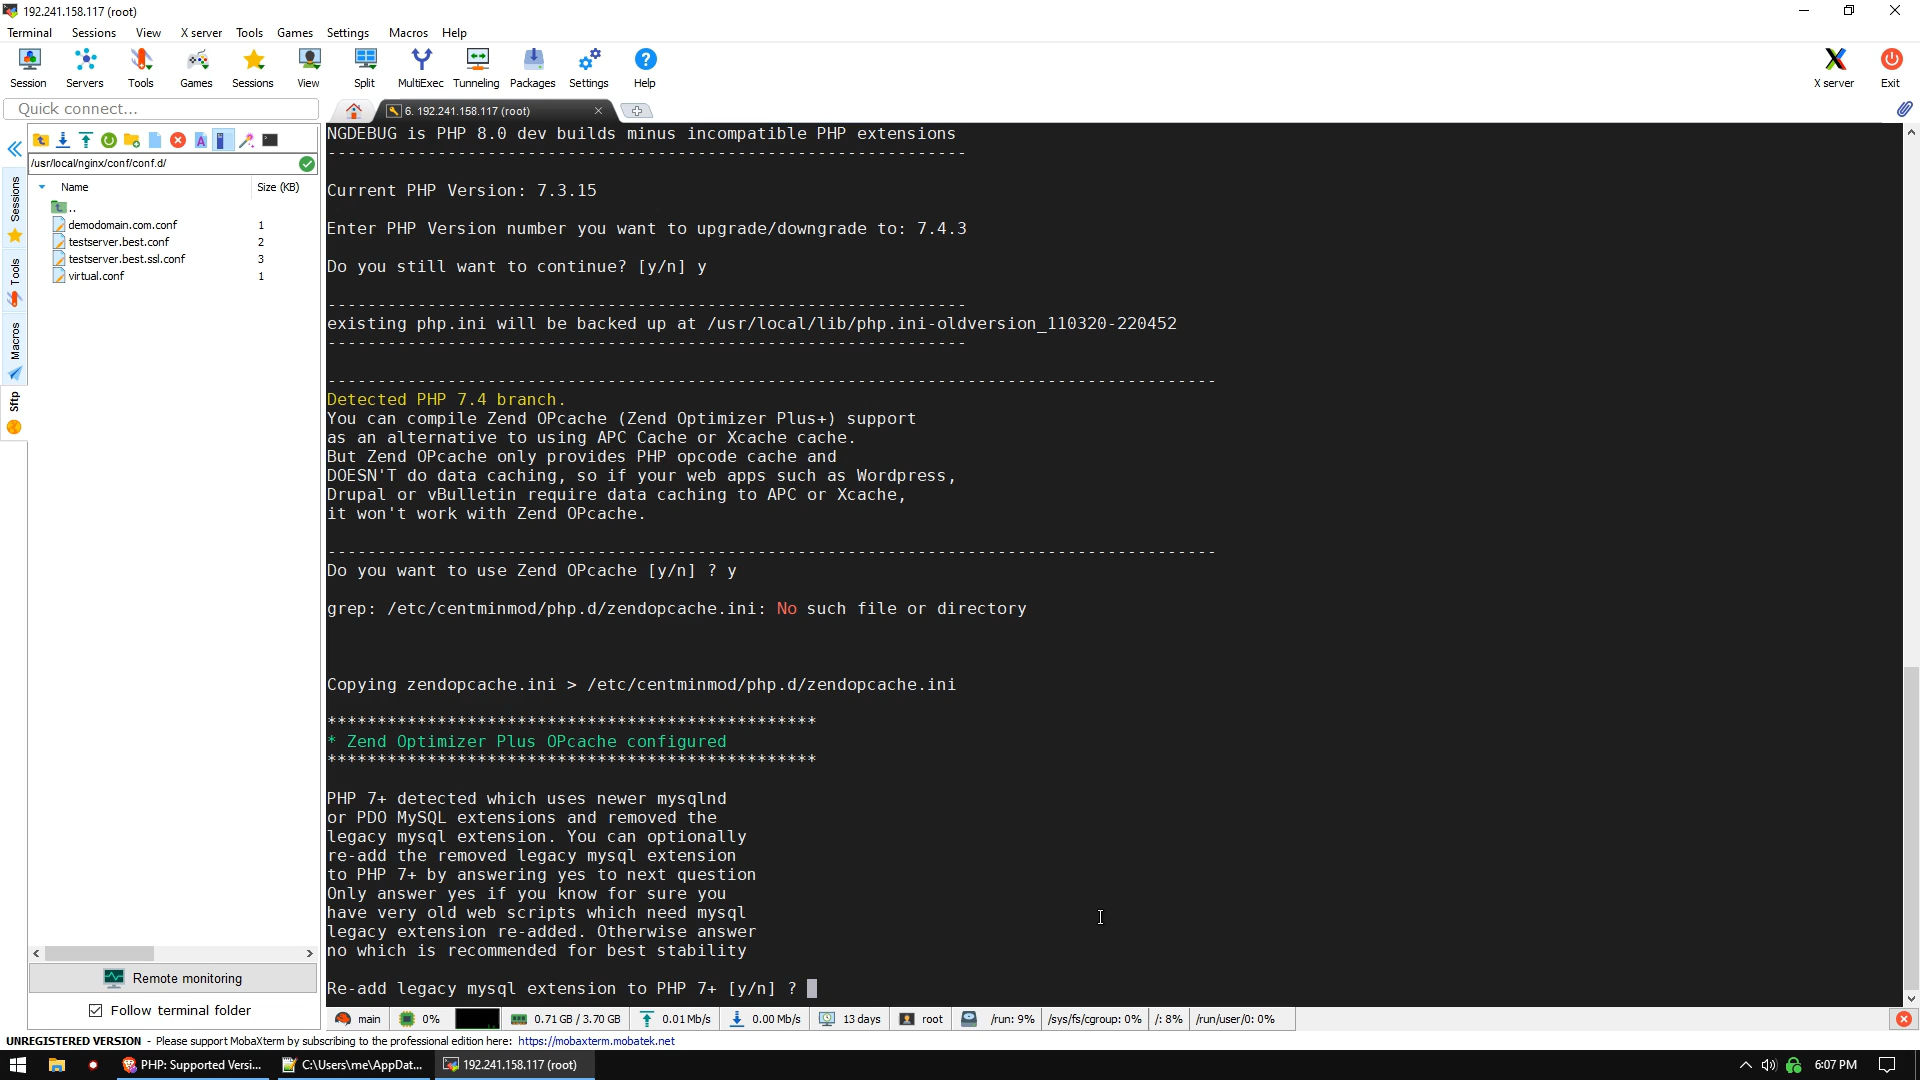 192.241.158.117 (root)
Terminal Sessions View X server Tools Games Settings Macros Help
Session Servers Tools Games Sessions View Split MultiExec Tunneling Packages Settings Help X server Exit
Quick connect...
6. 192.241.158.117 (root)
/usr/local/nginx/conf/conf.d/
Name Size (KB)
..
demodomain.com.conf 1
testserver.best.conf 2
testserver.best.ssl.conf 3
virtual.conf 1
Sessions
Tools
Macros
Sftp
Remote monitoring
Follow terminal folder
NGDEBUG is PHP 8.0 dev builds minus incompatible PHP extensions
----------------------------------------------------------------
Current PHP Version: 7.3.15
Enter PHP Version number you want to upgrade/downgrade to: 7.4.3
Do you still want to continue? [y/n] y
----------------------------------------------------------------
existing php.ini will be backed up at /usr/local/lib/php.ini-oldversion_110320-220452
----------------------------------------------------------------
-----------------------------------------------------------------------------------------
Detected PHP 7.4 branch.
You can compile Zend OPcache (Zend Optimizer Plus+) support
as an alternative to using APC Cache or Xcache cache.
But Zend OPcache only provides PHP opcode cache and
DOESN'T do data caching, so if your web apps such as Wordpress,
Drupal or vBulletin require data caching to APC or Xcache,
it won't work with Zend OPcache.
-----------------------------------------------------------------------------------------
Do you want to use Zend OPcache [y/n] ? y
grep: /etc/centminmod/php.d/zendopcache.ini: No such file or directory
Copying zendopcache.ini > /etc/centminmod/php.d/zendopcache.ini
*************************************************
* Zend Optimizer Plus OPcache configured
*************************************************
PHP 7+ detected which uses newer mysqlnd
or PDO MySQL extensions and removed the
legacy mysql extension. You can optionally
re-add the removed legacy mysql extension
to PHP 7+ by answering yes to next question
Only answer yes if you know for sure you
have very old web scripts which need mysql
legacy extension re-added. Otherwise answer
no which is recommended for best stability
Re-add legacy mysql extension to PHP 7+ [y/n] ?
main 0% 0.71 GB / 3.70 GB 0.01 Mb/s 0.00 Mb/s 13 days root /run: 9% /sys/fs/cgroup: 0% /: 8% /run/user/0: 0%
UNREGISTERED VERSION - Please support MobaXterm by subscribing to the professional edition here: https://mobaxterm.mobatek.net
PHP: Supported Versi... C:\Users\me\AppDat... 192.241.158.117 (root) 6:07 PM